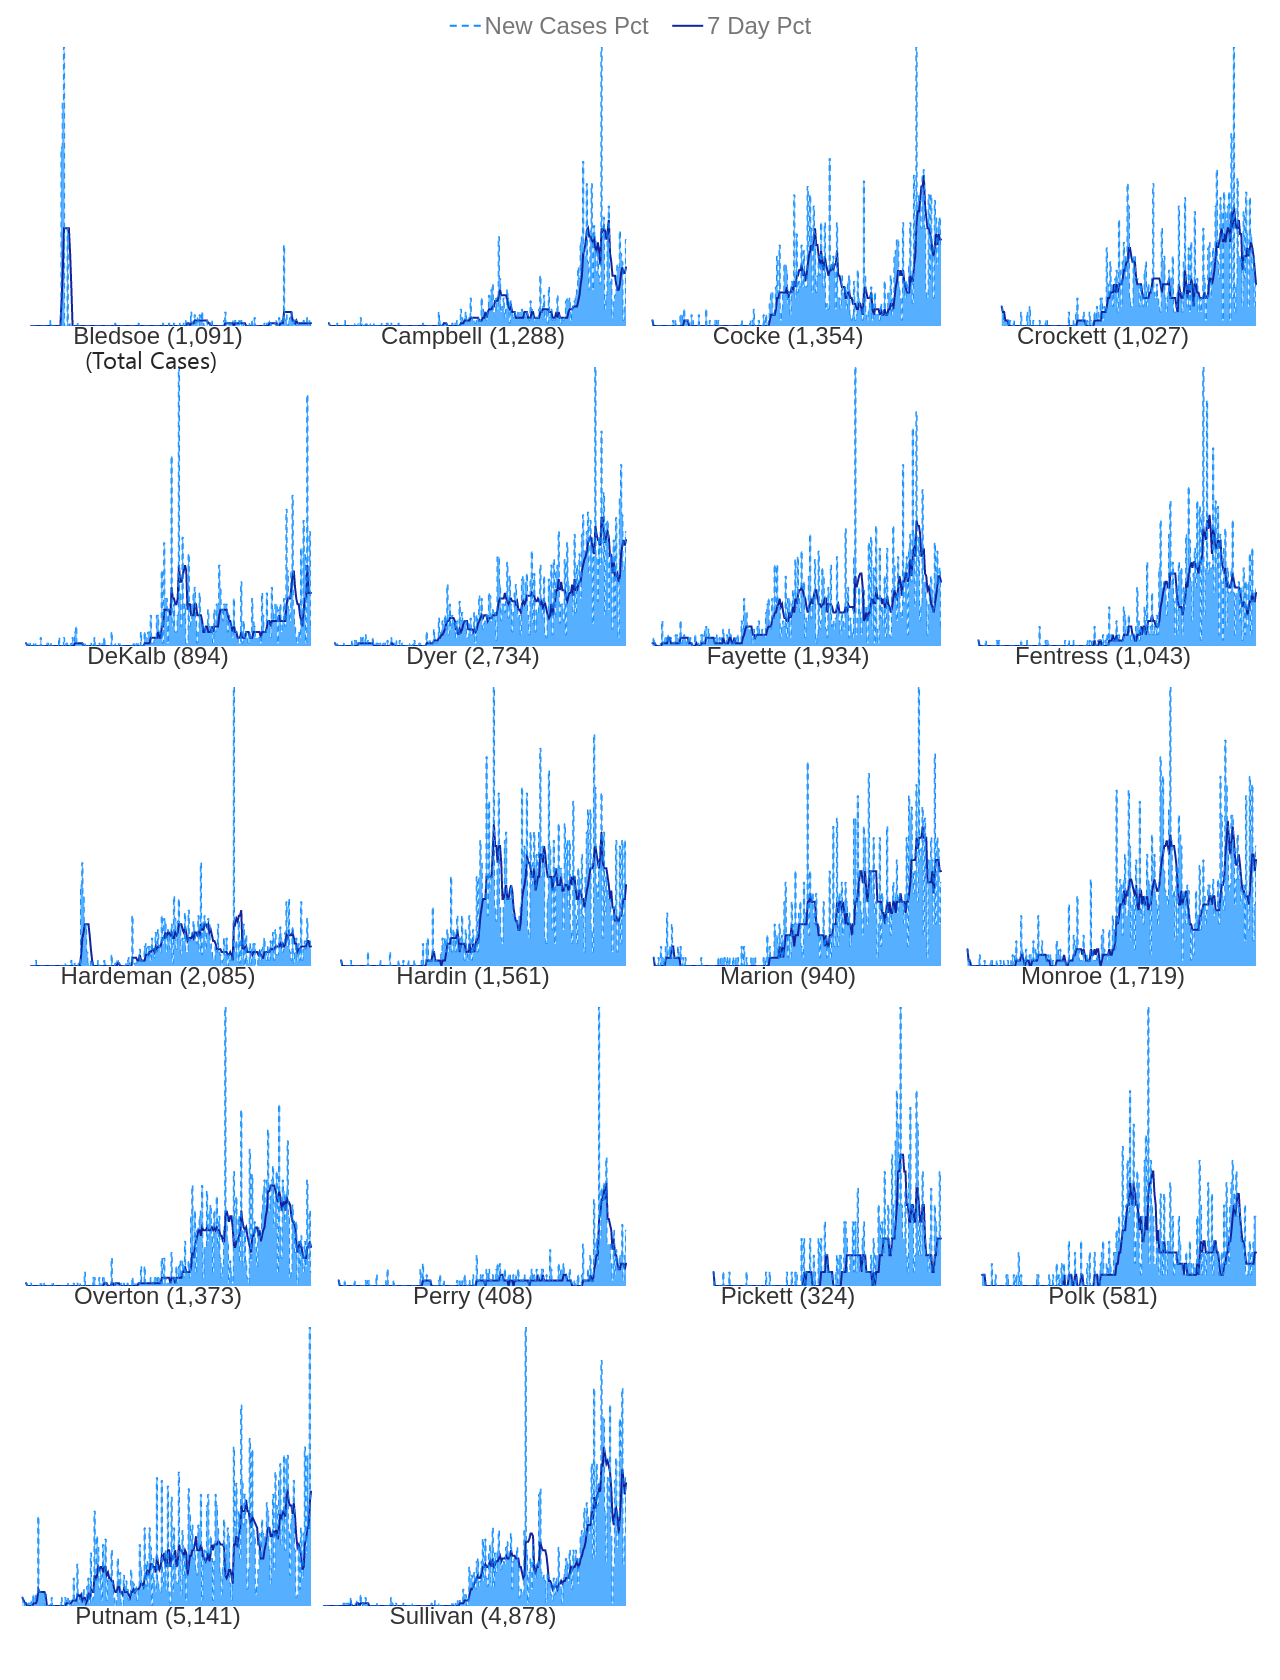 New Cases Pct 7 Day Pct
Bledsoe (1,091) Campbell (1,288) Cocke (1,354) Crockett (1,027)
(Total Cases)
DeKalb (894) Dyer (2,734) Fayette (1,934) Fentress (1,043)
Hardeman (2,085) Hardin (1,561) Marion (940) Monroe (1,719)
Overton (1,373) Perry (408) Pickett (324) Polk (581)
Putnam (5,141) Sullivan (4,878)